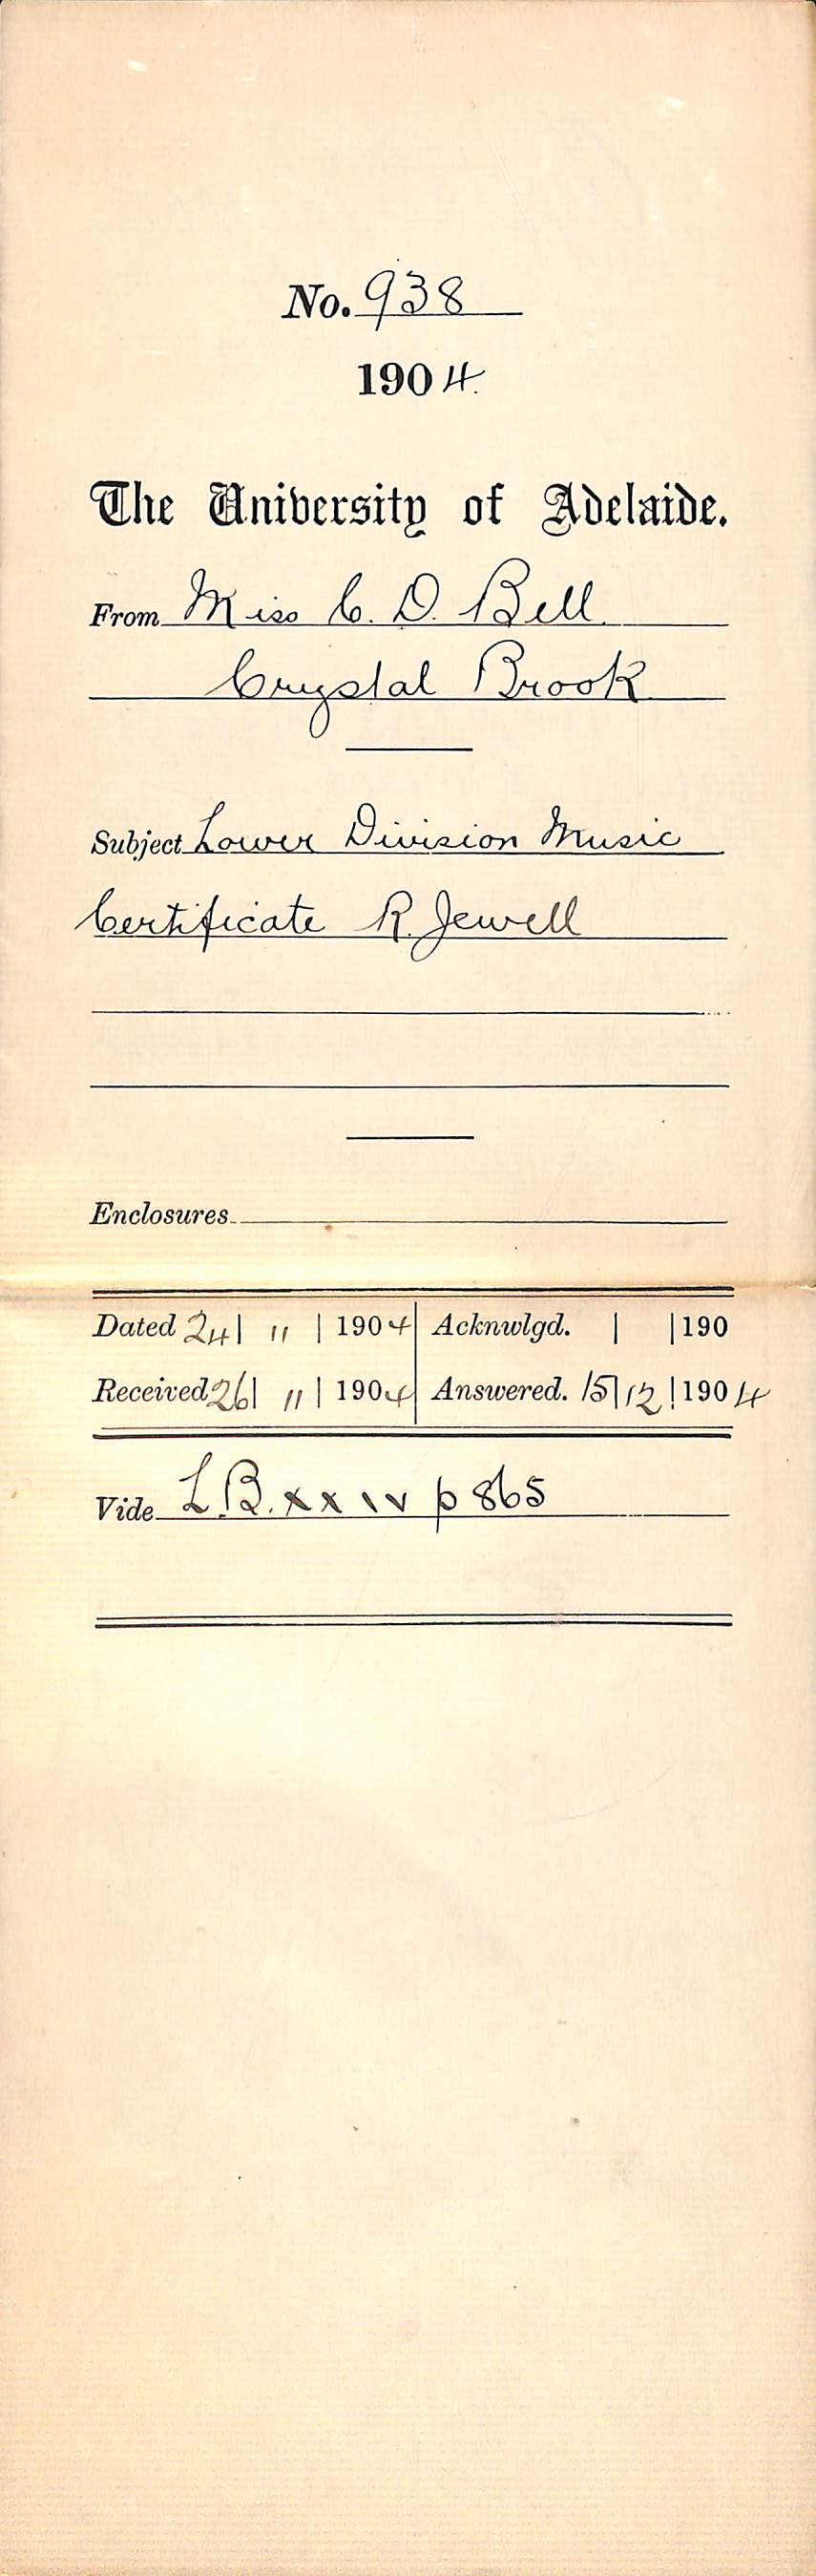 No. 938
1904
The University of Adelaide.
From Miss C. D. Bell
Crystal Brook
Subject Lower Division Music
Certificate R. Jewell
Enclosures
Dated 24 | 11 | 1904 Acknwlgd. | | 190
Received 26 | 11 | 1904 Answered. 15 | 12 | 1904
Vide L.B. xxiv p 865